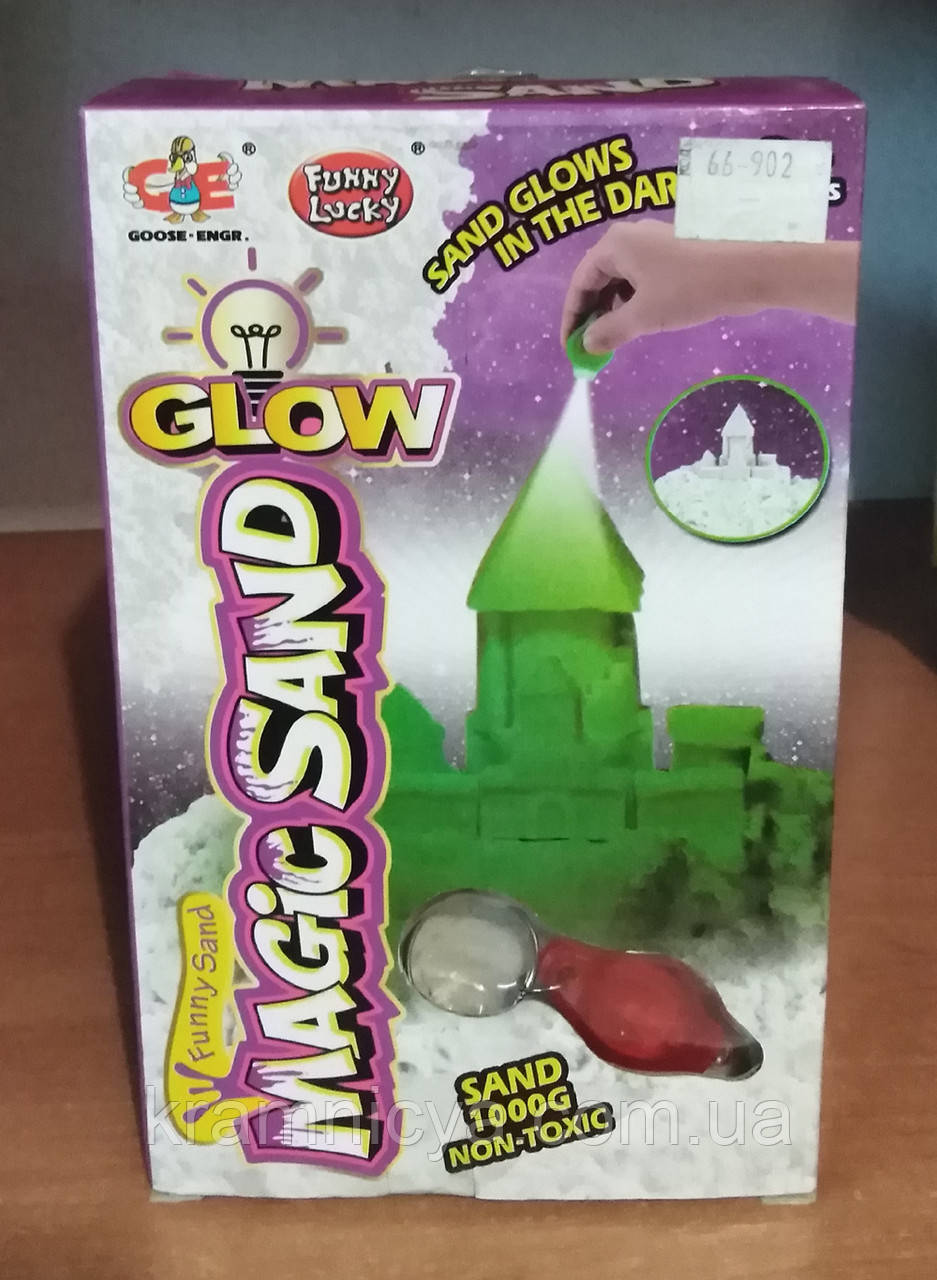 MAGIC SAND
GE ®
GOOSE-ENGR.
FUNNY
LUCKY ®
SAND GLOWS
IN THE DAR
66-902
GLOW
MAGiC SAND
Funny Sand
SAND
1000G
NON-TOXIC
kramnicya.com.ua